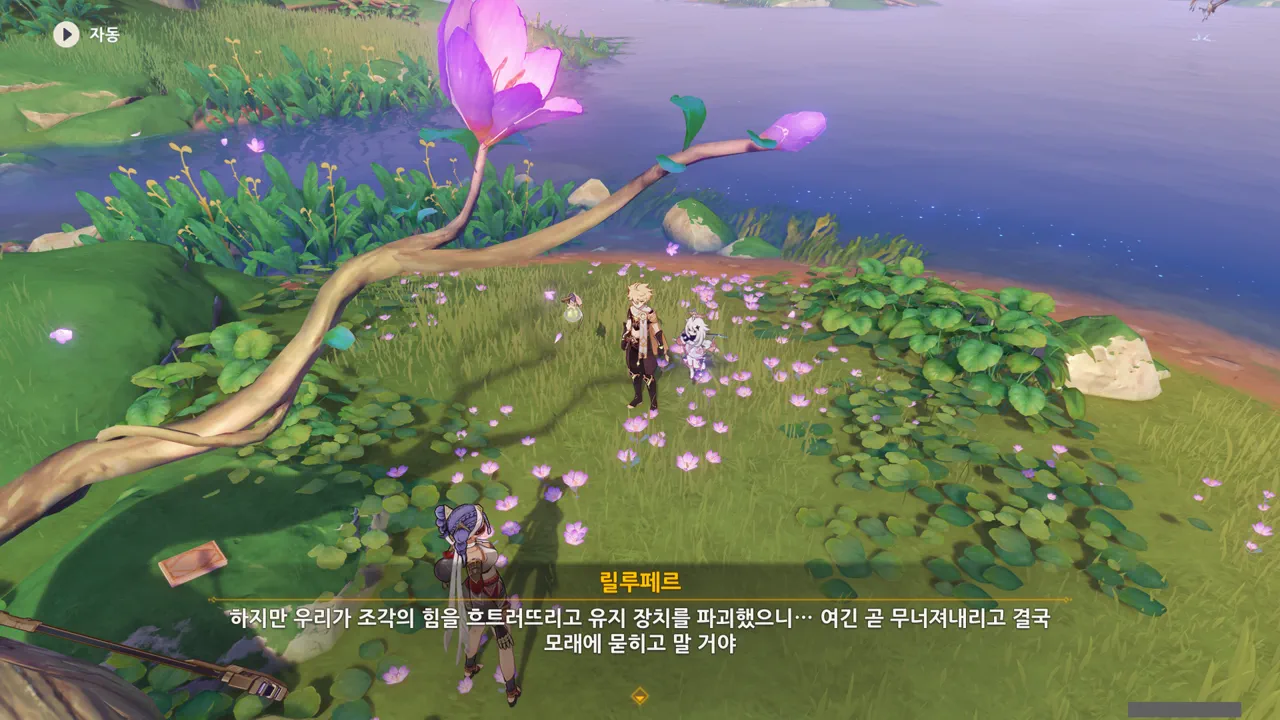 자동
릴루페르
하지만 우리가 조각의 힘을 흐트러뜨리고 유지 장치를 파괴했으니… 여긴 곧 무너져내리고 결국
모래에 묻히고 말 거야